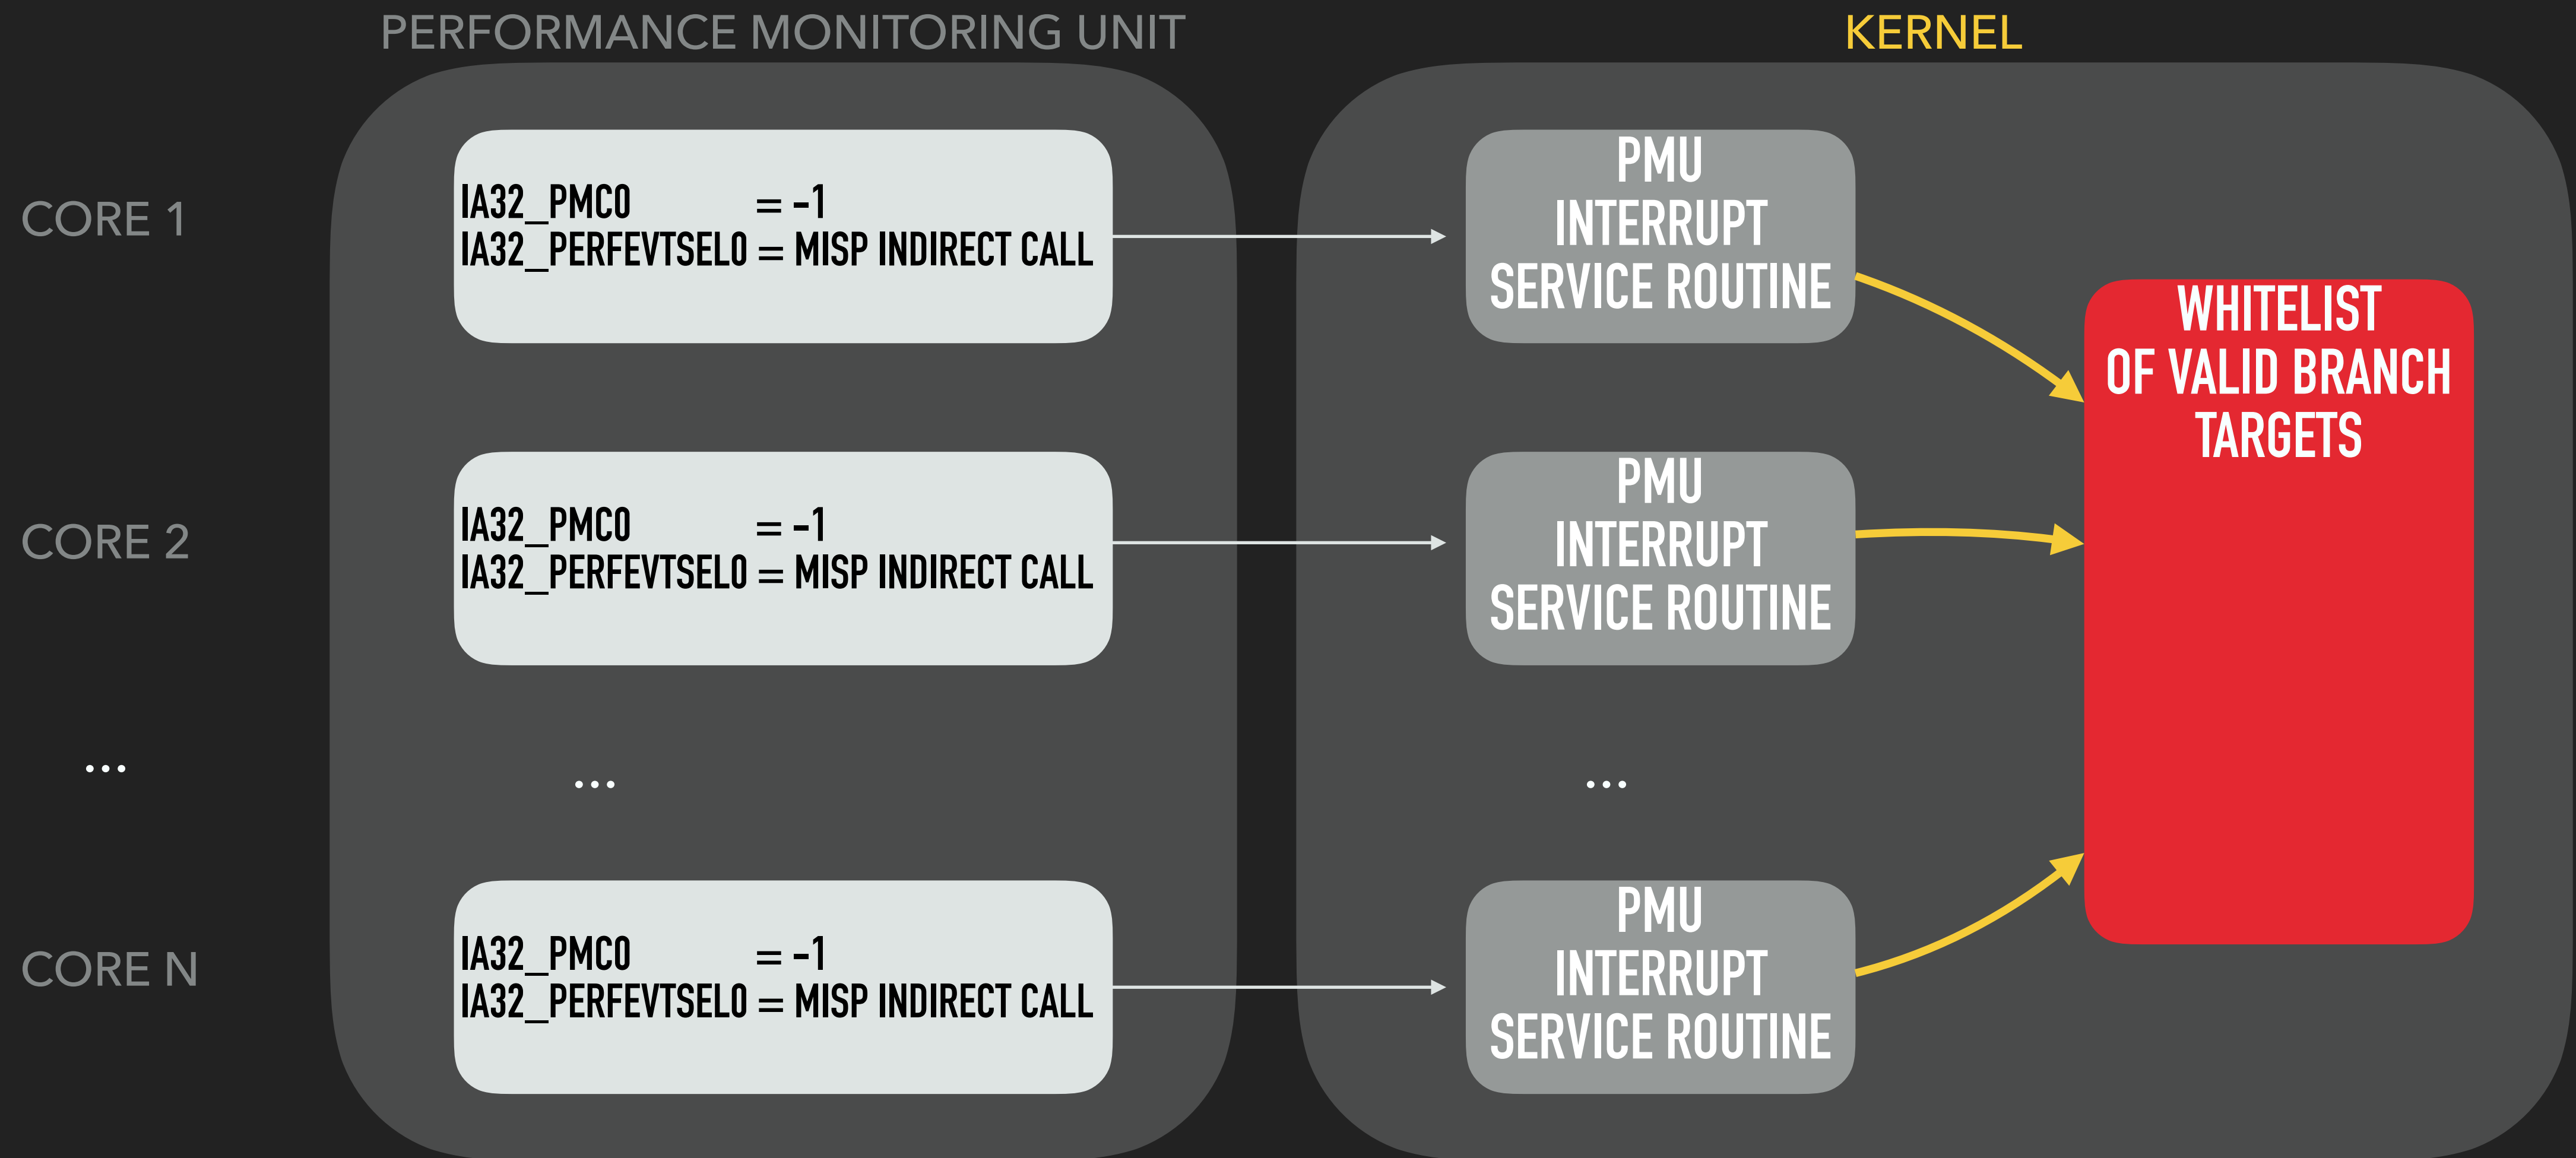 PERFORMANCE MONITORING UNIT
KERNEL
CORE 1
IA32_PMC0 = -1
IA32_PERFEVTSEL0 = MISP INDIRECT CALL
PMU
INTERRUPT
SERVICE ROUTINE
WHITELIST
OF VALID BRANCH
TARGETS
CORE 2
IA32_PMC0 = -1
IA32_PERFEVTSEL0 = MISP INDIRECT CALL
PMU
INTERRUPT
SERVICE ROUTINE
...
...
...
CORE N
IA32_PMC0 = -1
IA32_PERFEVTSEL0 = MISP INDIRECT CALL
PMU
INTERRUPT
SERVICE ROUTINE